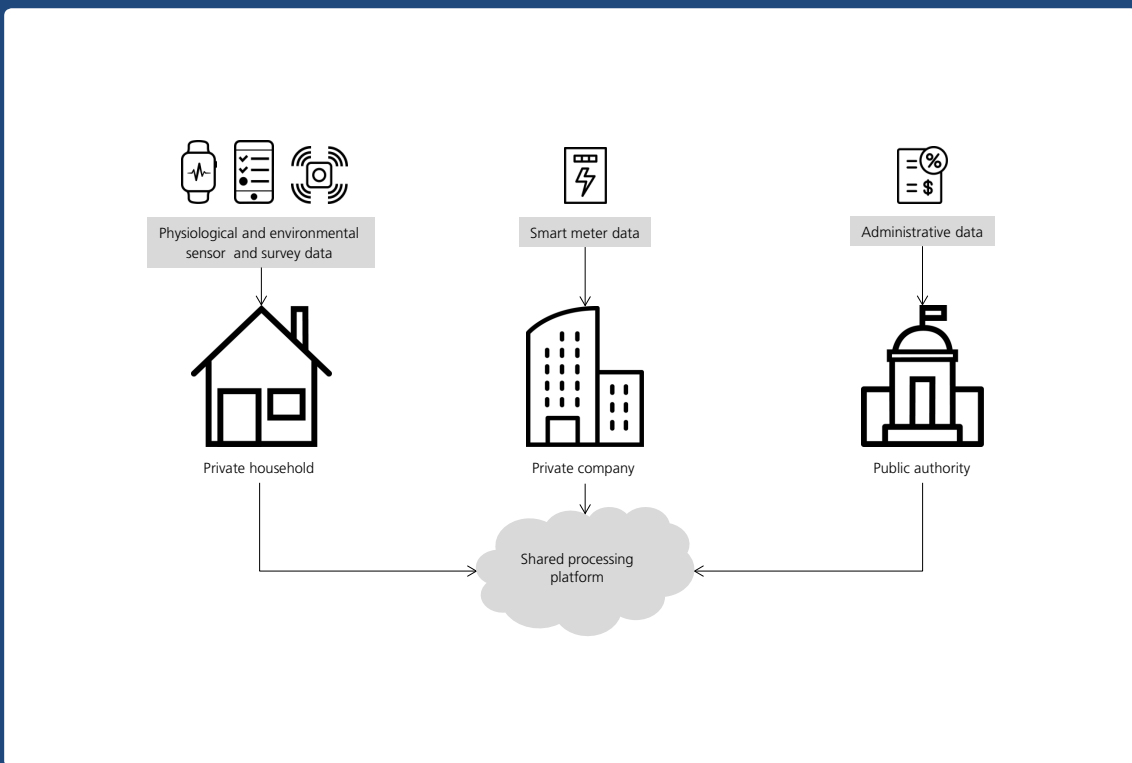 Physiological and environmental
sensor and survey data
Smart meter data
Administrative data
%
$
Private household
Private company
Public authority
Shared processing
platform